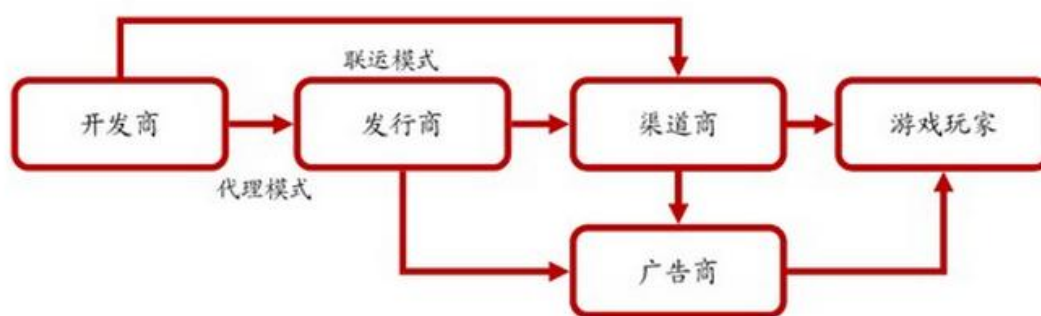 联运模式
开发商
发行商
渠道商
游戏玩家
代理模式
广告商